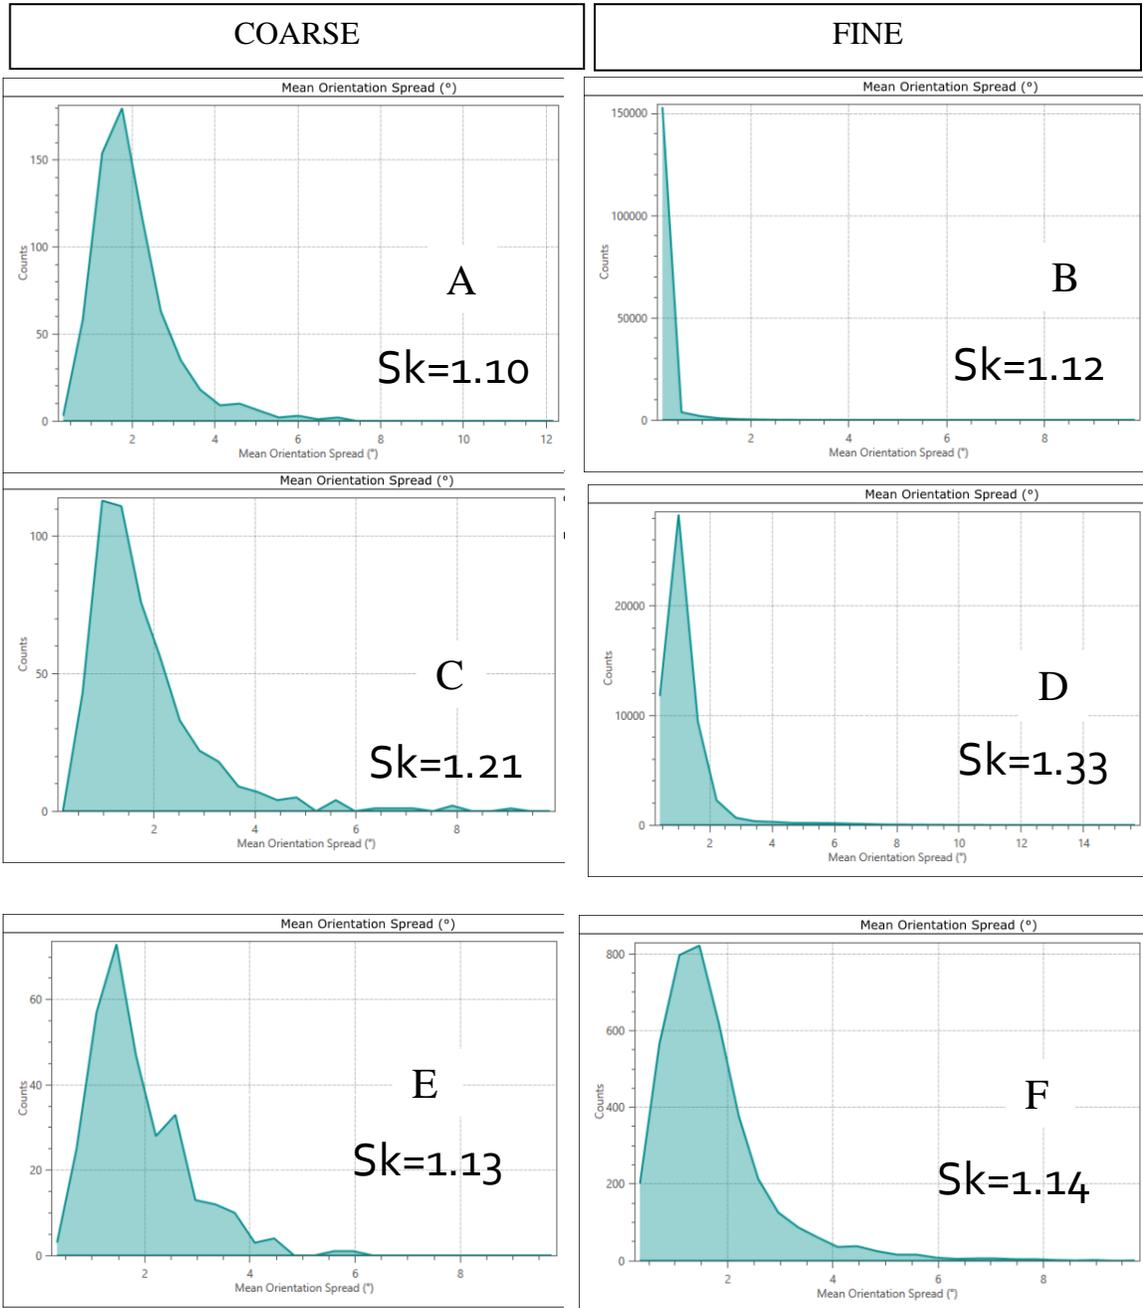 COARSE
FINE
Mean Orientation Spread (°)
150
100
50
0
Counts
A
Sk=1.10
2 4 6 8 10 12
Mean Orientation Spread (°)
Mean Orientation Spread (°)
150000
100000
50000
0
Counts
B
Sk=1.12
2 4 6 8
Mean Orientation Spread (°)
Mean Orientation Spread (°)
100
50
0
Counts
C
Sk=1.21
2 4 6 8
Mean Orientation Spread (°)
Mean Orientation Spread (°)
20000
10000
0
Counts
D
Sk=1.33
2 4 6 8 10 12 14
Mean Orientation Spread (°)
Mean Orientation Spread (°)
60
40
20
0
Counts
E
Sk=1.13
2 4 6 8
Mean Orientation Spread (°)
Mean Orientation Spread (°)
800
600
400
200
0
Counts
F
Sk=1.14
2 4 6 8
Mean Orientation Spread (°)